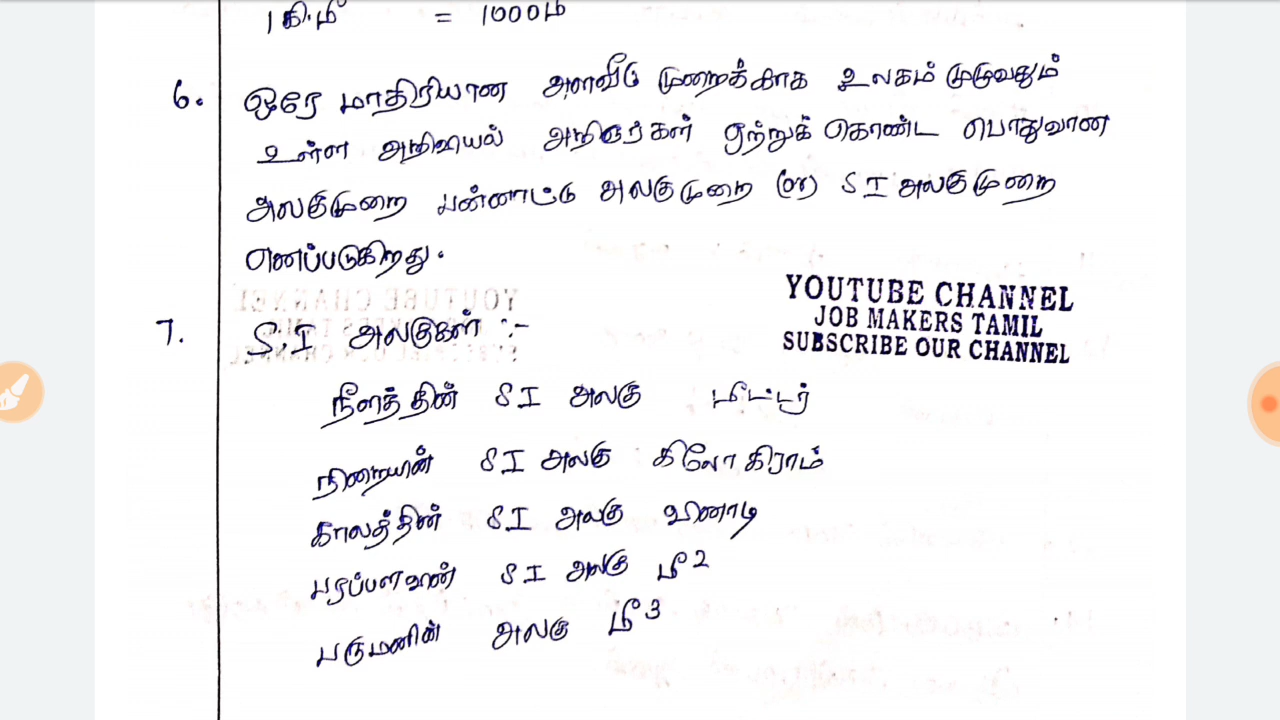 1 கி.மீ = 1000மீ
6. ஒரே மாதிரியான அளவீடு முறைக்காக உலகம் முழுவதும்
உள்ள அறிவியல் அறிஞர்கள் ஏற்றுக் கொண்ட பொதுவான
அலகுமுறை பன்னாட்டு அலகுமுறை (or) SI அலகுமுறை
எனப்படுகிறது.
YOUTUBE CHANNEL
JOB MAKERS TAMIL
SUBSCRIBE OUR CHANNEL
7. S.I அலகுகள் :-
நீளத்தின் SI அலகு மீட்டர்
நிறையின் SI அலகு கிலோகிராம்
காலத்தின் SI அலகு வினாடி
பரப்பளவின் SI அலகு மீ2
பருமனின் அலகு மீ3